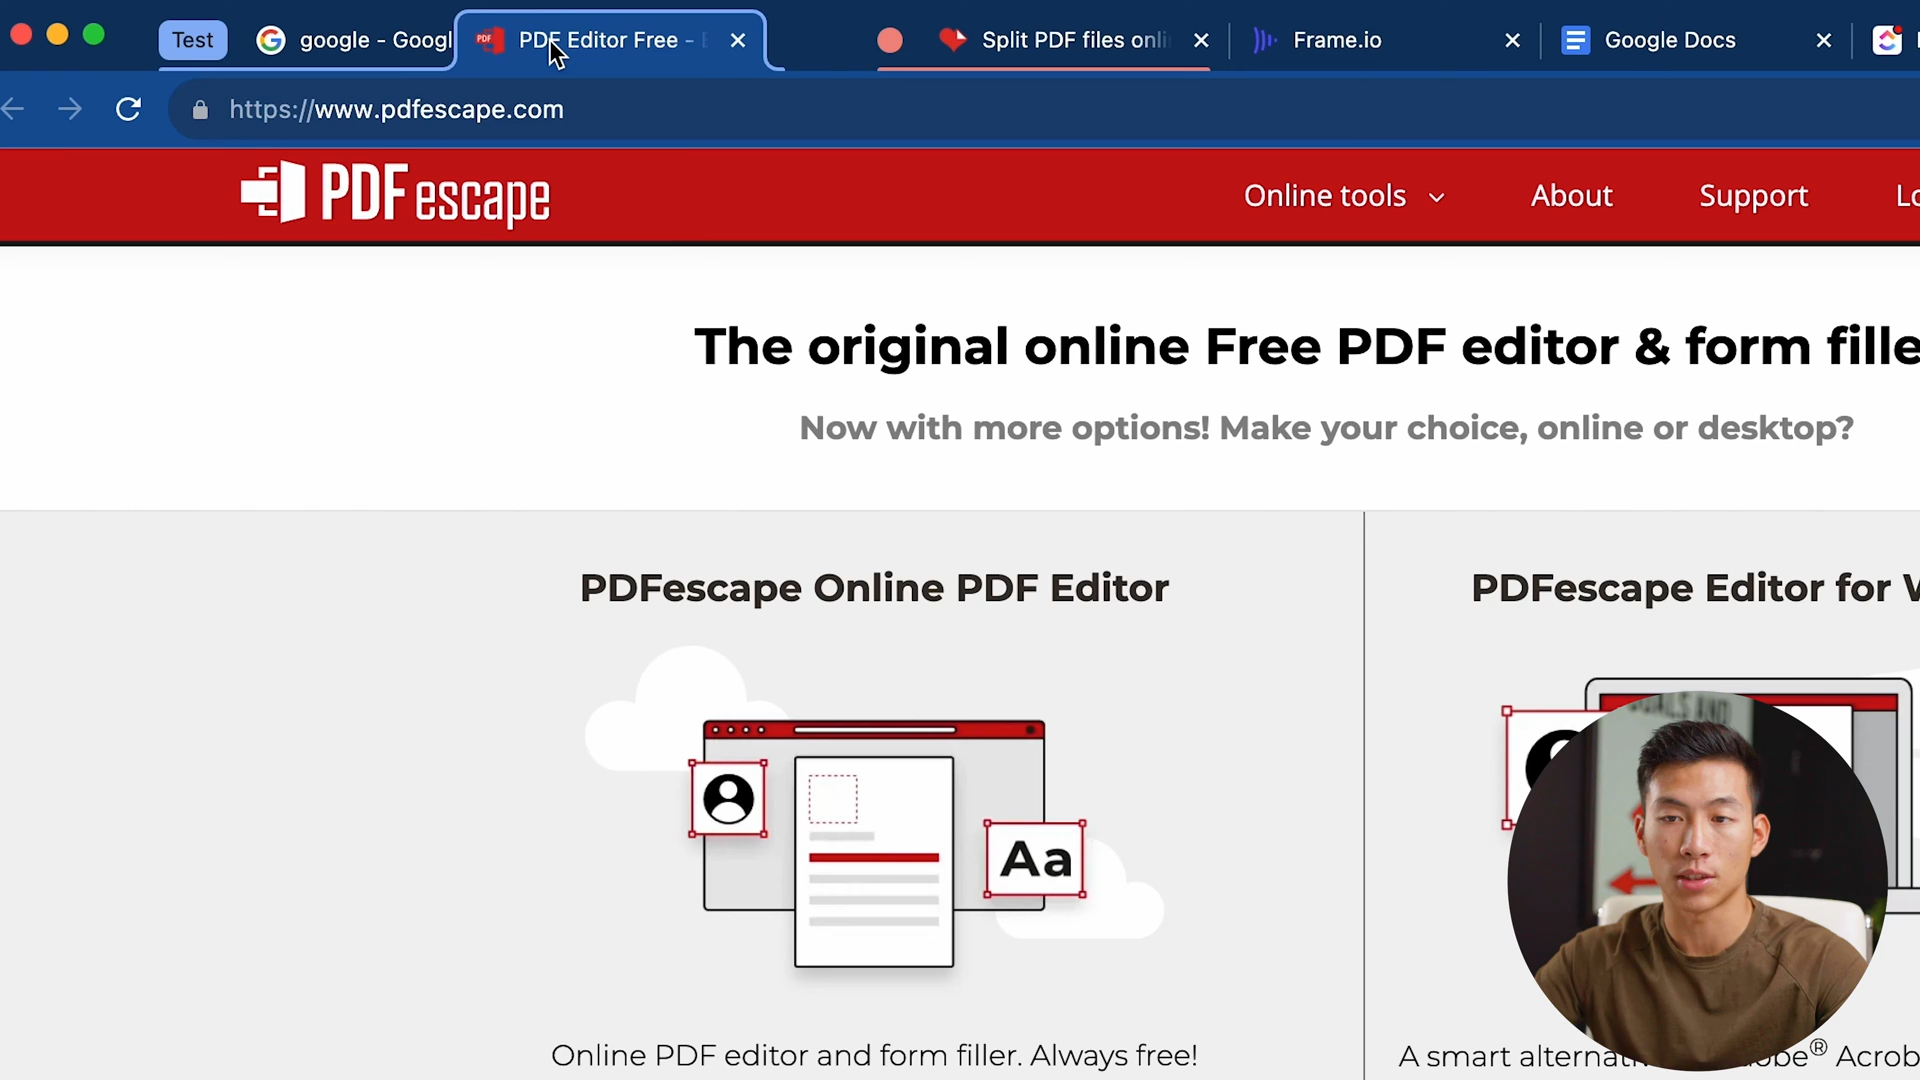 Test
google - Googl
PDF Editor Free -
Split PDF files onli
Frame.io
Google Docs
https://www.pdfescape.com
PDFescape
Online tools
About
Support
Lo
The original online Free PDF editor & form fille
Now with more options! Make your choice, online or desktop?
PDFescape Online PDF Editor
PDFescape Editor for W
Aa
Online PDF editor and form filler. Always free!
A smart alternati obe® Acrob